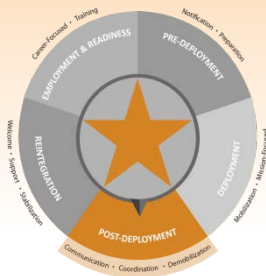 Career-Focused • Training
EMPLOYMENT & READINESS
Notification • Preparation
PRE-DEPLOYMENT
Mobilization • Mission-Focused
DEPLOYMENT
POST-DEPLOYMENT
Communication • Coordination • Demobilization
Welcome • Support • Stabilization
REINTEGRATION